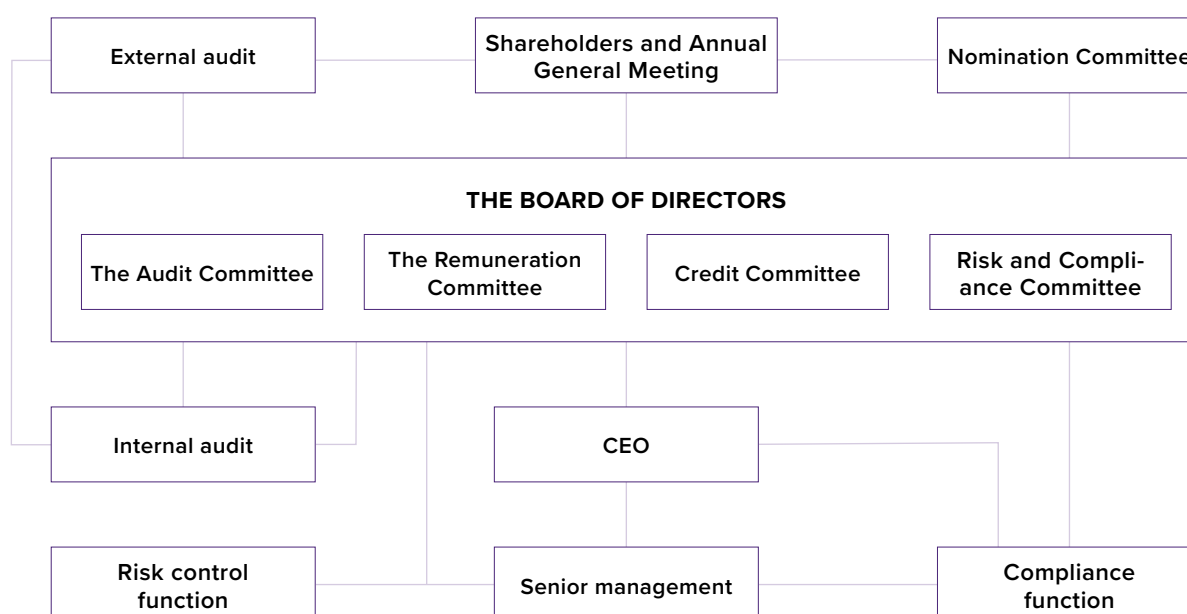 External audit
Shareholders and Annual
General Meeting
Nomination Committee
THE BOARD OF DIRECTORS
The Audit Committee
The Remuneration
Committee
Credit Committee
Risk and Compli-
ance Committee
Internal audit
CEO
Risk control
function
Senior management
Compliance
function